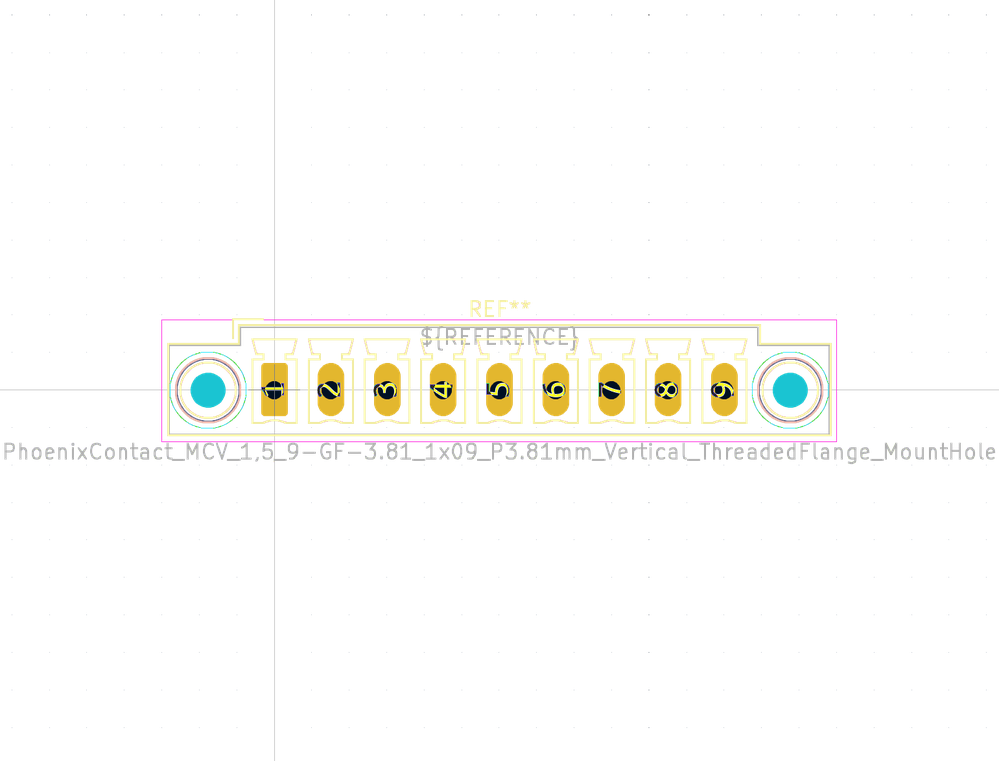 REF**
${REFERENCE}
1 2 3 4 5 6 7 8 9
PhoenixContact_MCV_1,5_9-GF-3.81_1x09_P3.81mm_Vertical_ThreadedFlange_MountHole